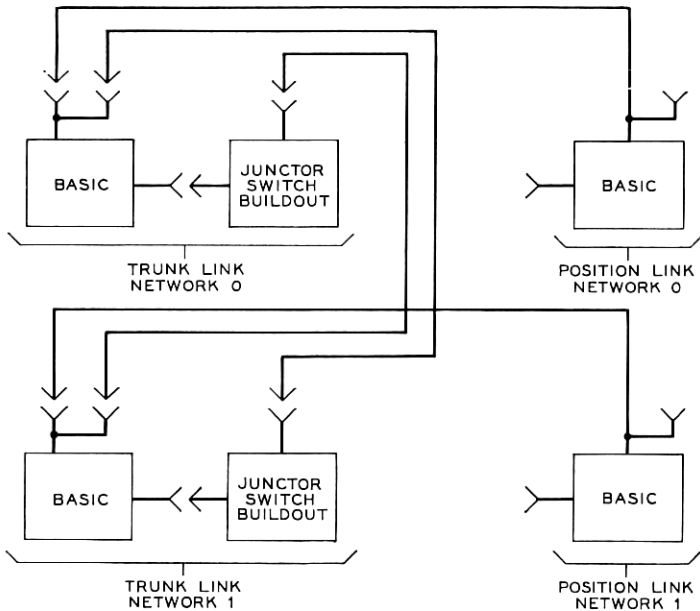 BASIC
JUNCTOR
SWITCH
BUILDOUT
BASIC
TRUNK LINK
NETWORK 0
POSITION LINK
NETWORK 0
BASIC
JUNCTOR
SWITCH
BUILDOUT
BASIC
TRUNK LINK
NETWORK 1
POSITION LINK
NETWORK 1